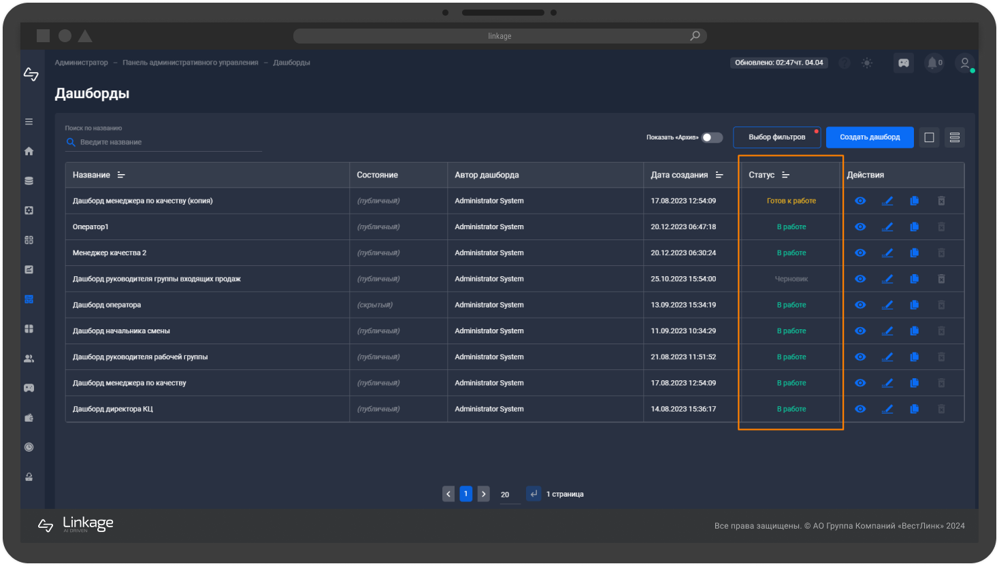 linkage
Администратор – Панель административного управления – Дашборды
Обновлено: 02:47чт. 04.04
0
Дашборды
Поиск по названию
Введите название
Показать «Архив»
Выбор фильтров
Создать дашборд
Название Состояние Автор дашборда Дата создания Статус Действия
Дашборд менеджера по качеству (копия) (публичный) Administrator System 17.08.2023 12:54:09 Готов к работе
Оператор1 (публичный) Administrator System 20.12.2023 06:47:18 В работе
Менеджер качества 2 (публичный) Administrator System 20.12.2023 06:30:24 В работе
Дашборд руководителя группы входящих продаж (публичный) Administrator System 25.10.2023 15:54:00 Черновик
Дашборд оператора (скрытый) Administrator System 13.09.2023 15:34:19 В работе
Дашборд начальника смены (публичный) Administrator System 11.09.2023 10:34:29 В работе
Дашборд руководителя рабочей группы (публичный) Administrator System 21.08.2023 11:51:52 В работе
Дашборд менеджера по качеству (публичный) Administrator System 17.08.2023 12:54:09 В работе
Дашборд директора КЦ (публичный) Administrator System 14.08.2023 15:36:17 В работе
1 20 1 страница
Linkage
AI DRIVEN
Все права защищены. © АО Группа Компаний «ВестЛинк» 2024